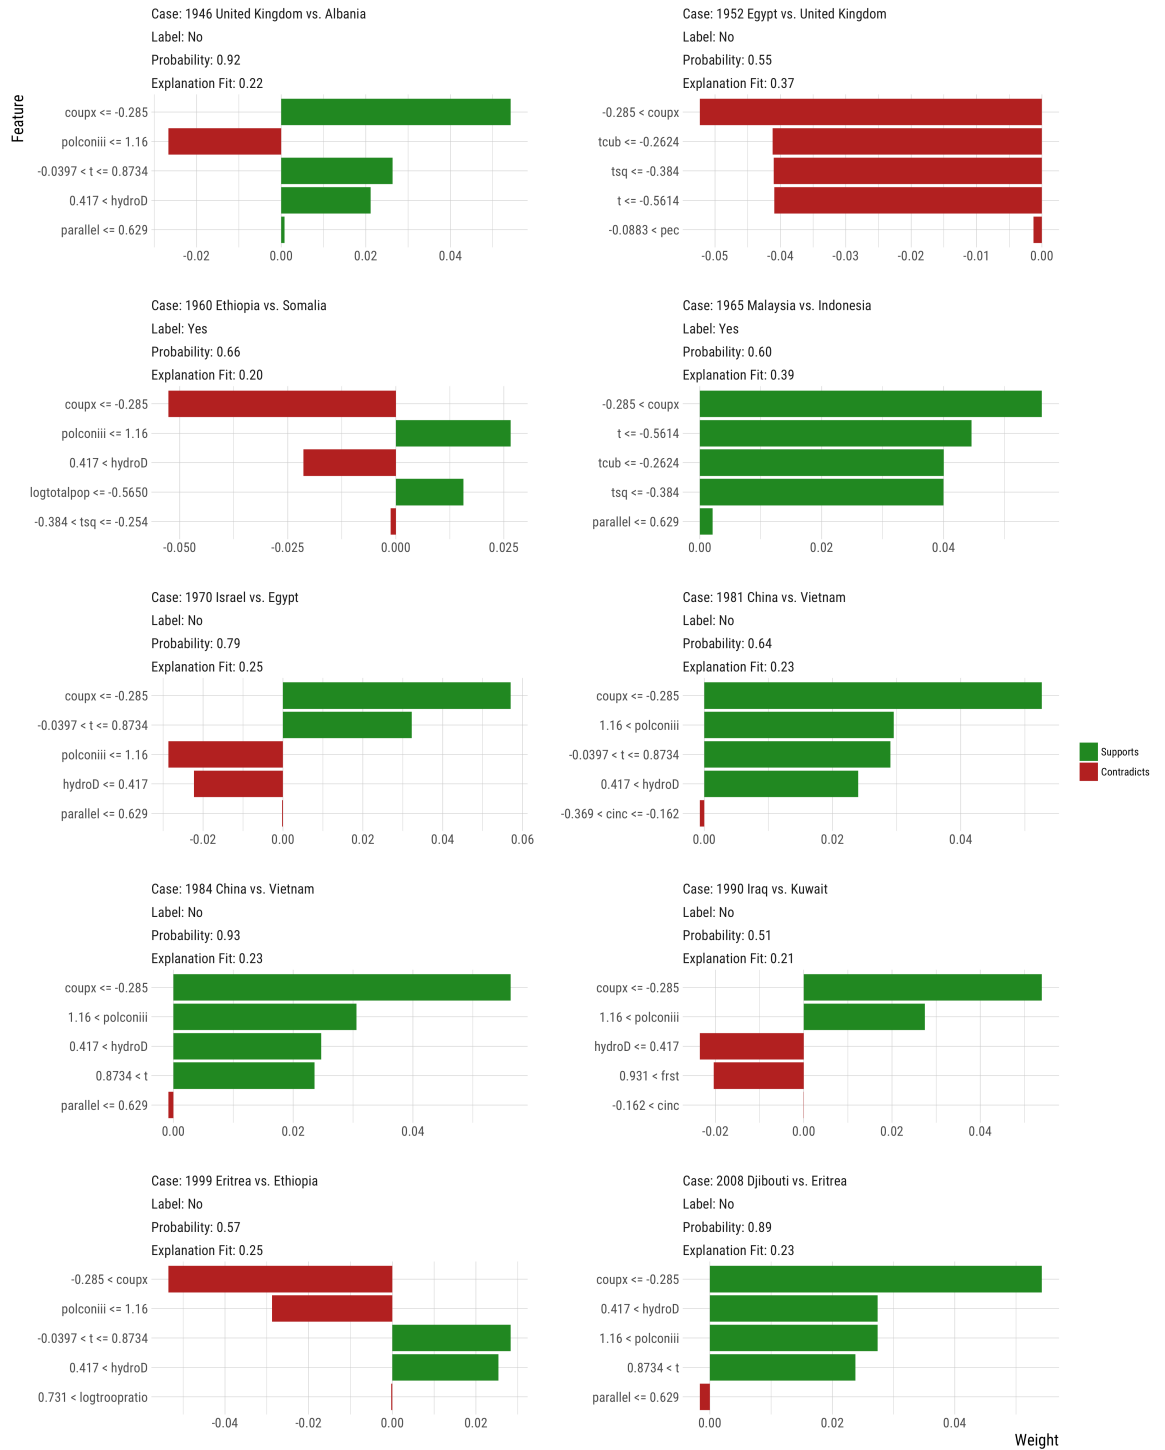 Feature
Case: 1946 United Kingdom vs. Albania
Label: No
Probability: 0.92
Explanation Fit: 0.22
coupx <= -0.285
polconiii <= 1.16
-0.0397 < t <= 0.8734
0.417 < hydroD
parallel <= 0.629
-0.02 0.00 0.02 0.04
Case: 1952 Egypt vs. United Kingdom
Label: No
Probability: 0.55
Explanation Fit: 0.37
-0.285 < coupx
tcub <= -0.2624
tsq <= -0.384
t <= -0.5614
-0.0883 < pec
-0.05 -0.04 -0.03 -0.02 -0.01 0.00
Case: 1960 Ethiopia vs. Somalia
Label: Yes
Probability: 0.66
Explanation Fit: 0.20
coupx <= -0.285
polconiii <= 1.16
0.417 < hydroD
logtotalpop <= -0.5650
-0.384 < tsq <= -0.254
-0.050 -0.025 0.000 0.025
Case: 1965 Malaysia vs. Indonesia
Label: Yes
Probability: 0.60
Explanation Fit: 0.39
-0.285 < coupx
t <= -0.5614
tcub <= -0.2624
tsq <= -0.384
parallel <= 0.629
0.00 0.02 0.04
Case: 1970 Israel vs. Egypt
Label: No
Probability: 0.79
Explanation Fit: 0.25
coupx <= -0.285
-0.0397 < t <= 0.8734
polconiii <= 1.16
hydroD <= 0.417
parallel <= 0.629
-0.02 0.00 0.02 0.04 0.06
Case: 1981 China vs. Vietnam
Label: No
Probability: 0.64
Explanation Fit: 0.23
coupx <= -0.285
1.16 < polconiii
-0.0397 < t <= 0.8734
0.417 < hydroD
-0.369 < cinc <= -0.162
0.00 0.02 0.04
Supports
Contradicts
Case: 1984 China vs. Vietnam
Label: No
Probability: 0.93
Explanation Fit: 0.23
coupx <= -0.285
1.16 < polconiii
0.417 < hydroD
0.8734 < t
parallel <= 0.629
0.00 0.02 0.04
Case: 1990 Iraq vs. Kuwait
Label: No
Probability: 0.51
Explanation Fit: 0.21
coupx <= -0.285
1.16 < polconiii
hydroD <= 0.417
0.931 < frst
-0.162 < cinc
-0.02 0.00 0.02 0.04
Case: 1999 Eritrea vs. Ethiopia
Label: No
Probability: 0.57
Explanation Fit: 0.25
-0.285 < coupx
polconiii <= 1.16
-0.0397 < t <= 0.8734
0.417 < hydroD
0.731 < logtroopratio
-0.04 -0.02 0.00 0.02
Case: 2008 Djibouti vs. Eritrea
Label: No
Probability: 0.89
Explanation Fit: 0.23
coupx <= -0.285
0.417 < hydroD
1.16 < polconiii
0.8734 < t
parallel <= 0.629
0.00 0.02 0.04
Weight